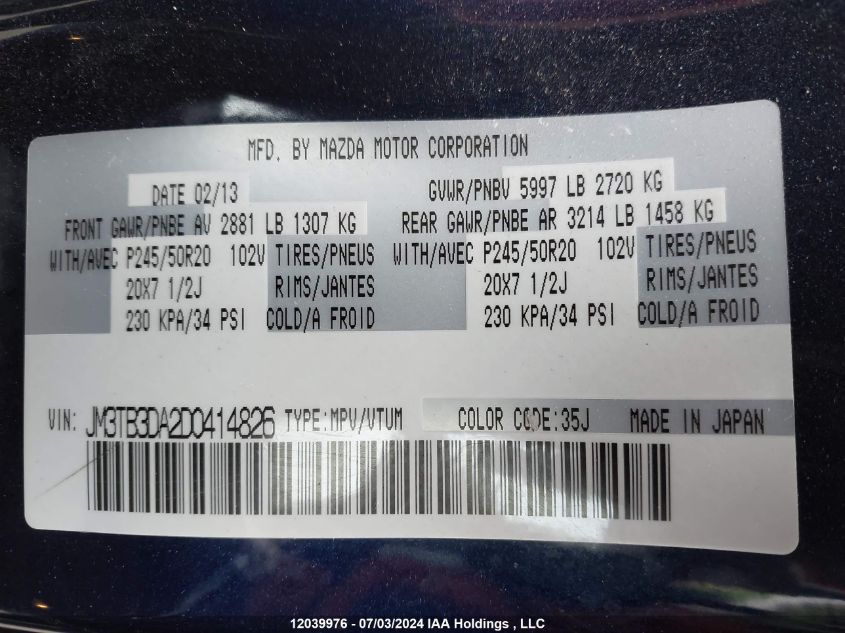 MFD. BY MAZDA MOTOR CORPORATION
DATE 02/13 GVWR/PNBV 5997 LB 2720 KG
FRONT GAWR/PNBE AV 2881 LB 1307 KG REAR GAWR/PNBE AR 3214 LB 1458 KG
WITH/AVEC P245/50R20 102V TIRES/PNEUS WITH/AVEC P245/50R20 102V TIRES/PNEUS
20X7 1/2J RIMS/JANTES 20X7 1/2J RIMS/JANTES
230 KPA/34 PSI COLD/A FROID 230 KPA/34 PSI COLD/A FROID
VIN: JM3TB3DA2D0414826 TYPE:MPV/VTUM COLOR CODE:35J MADE IN JAPAN
12039976 - 07/03/2024 IAA Holdings , LLC